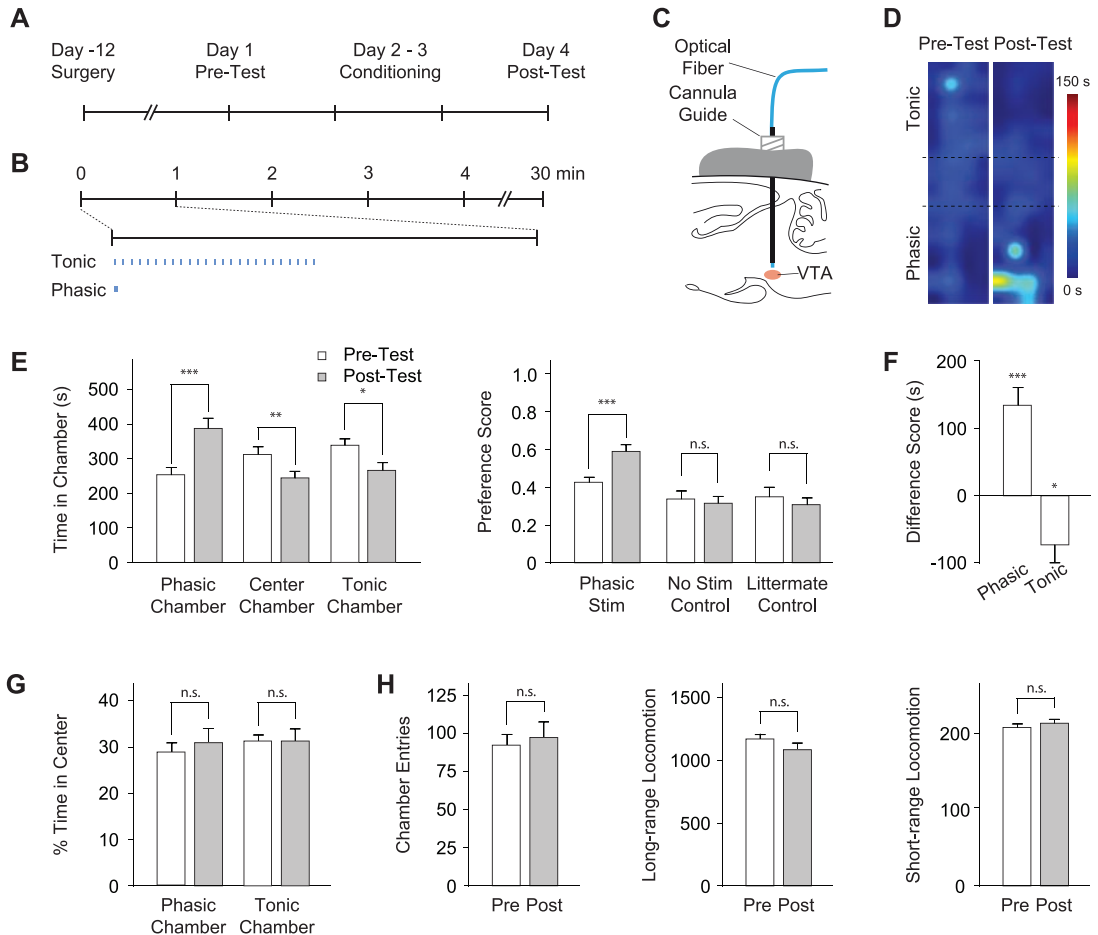 A
Day -12
Surgery
Day 1
Pre-Test
Day 2 - 3
Conditioning
Day 4
Post-Test
B
0 1 2 3 4 30 min
Tonic
Phasic
C
Optical
Fiber
Cannula
Guide
VTA
D
Pre-Test Post-Test
Tonic
Phasic
150 s
0 s
E
Time in Chamber (s)
500
400
300
200
100
0
Pre-Test
Post-Test
***
**
*
Phasic
Chamber
Center
Chamber
Tonic
Chamber
Preference Score
1.0
0.8
0.6
0.4
0.2
0
***
n.s.
n.s.
Phasic
Stim
No Stim
Control
Littermate
Control
F
Difference Score (s)
200
100
0
-100
***
*
Phasic
Tonic
G
% Time in Center
40
30
20
10
0
n.s.
n.s.
Phasic
Chamber
Tonic
Chamber
H
Chamber Entries
125
100
75
50
25
0
n.s.
Pre Post
Long-range Locomotion
1500
1000
500
0
n.s.
Pre Post
Short-range Locomotion
200
100
0
n.s.
Pre Post